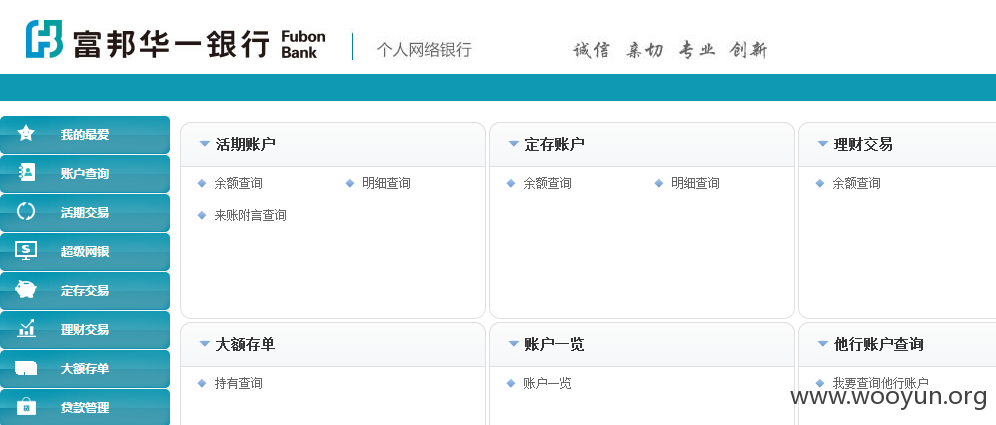 富邦华一银行 Fubon Bank 个人网络银行 诚信 亲切 专业 创新
我的最爱
账户查询
活期交易
超级网银
定存交易
理财交易
大额存单
贷款管理
活期账户
余额查询 明细查询
来账附言查询
定存账户
余额查询 明细查询
理财交易
余额查询
大额存单
持有查询
账户一览
账户一览
他行账户查询
我要查询他行账户
www.wooyun.org